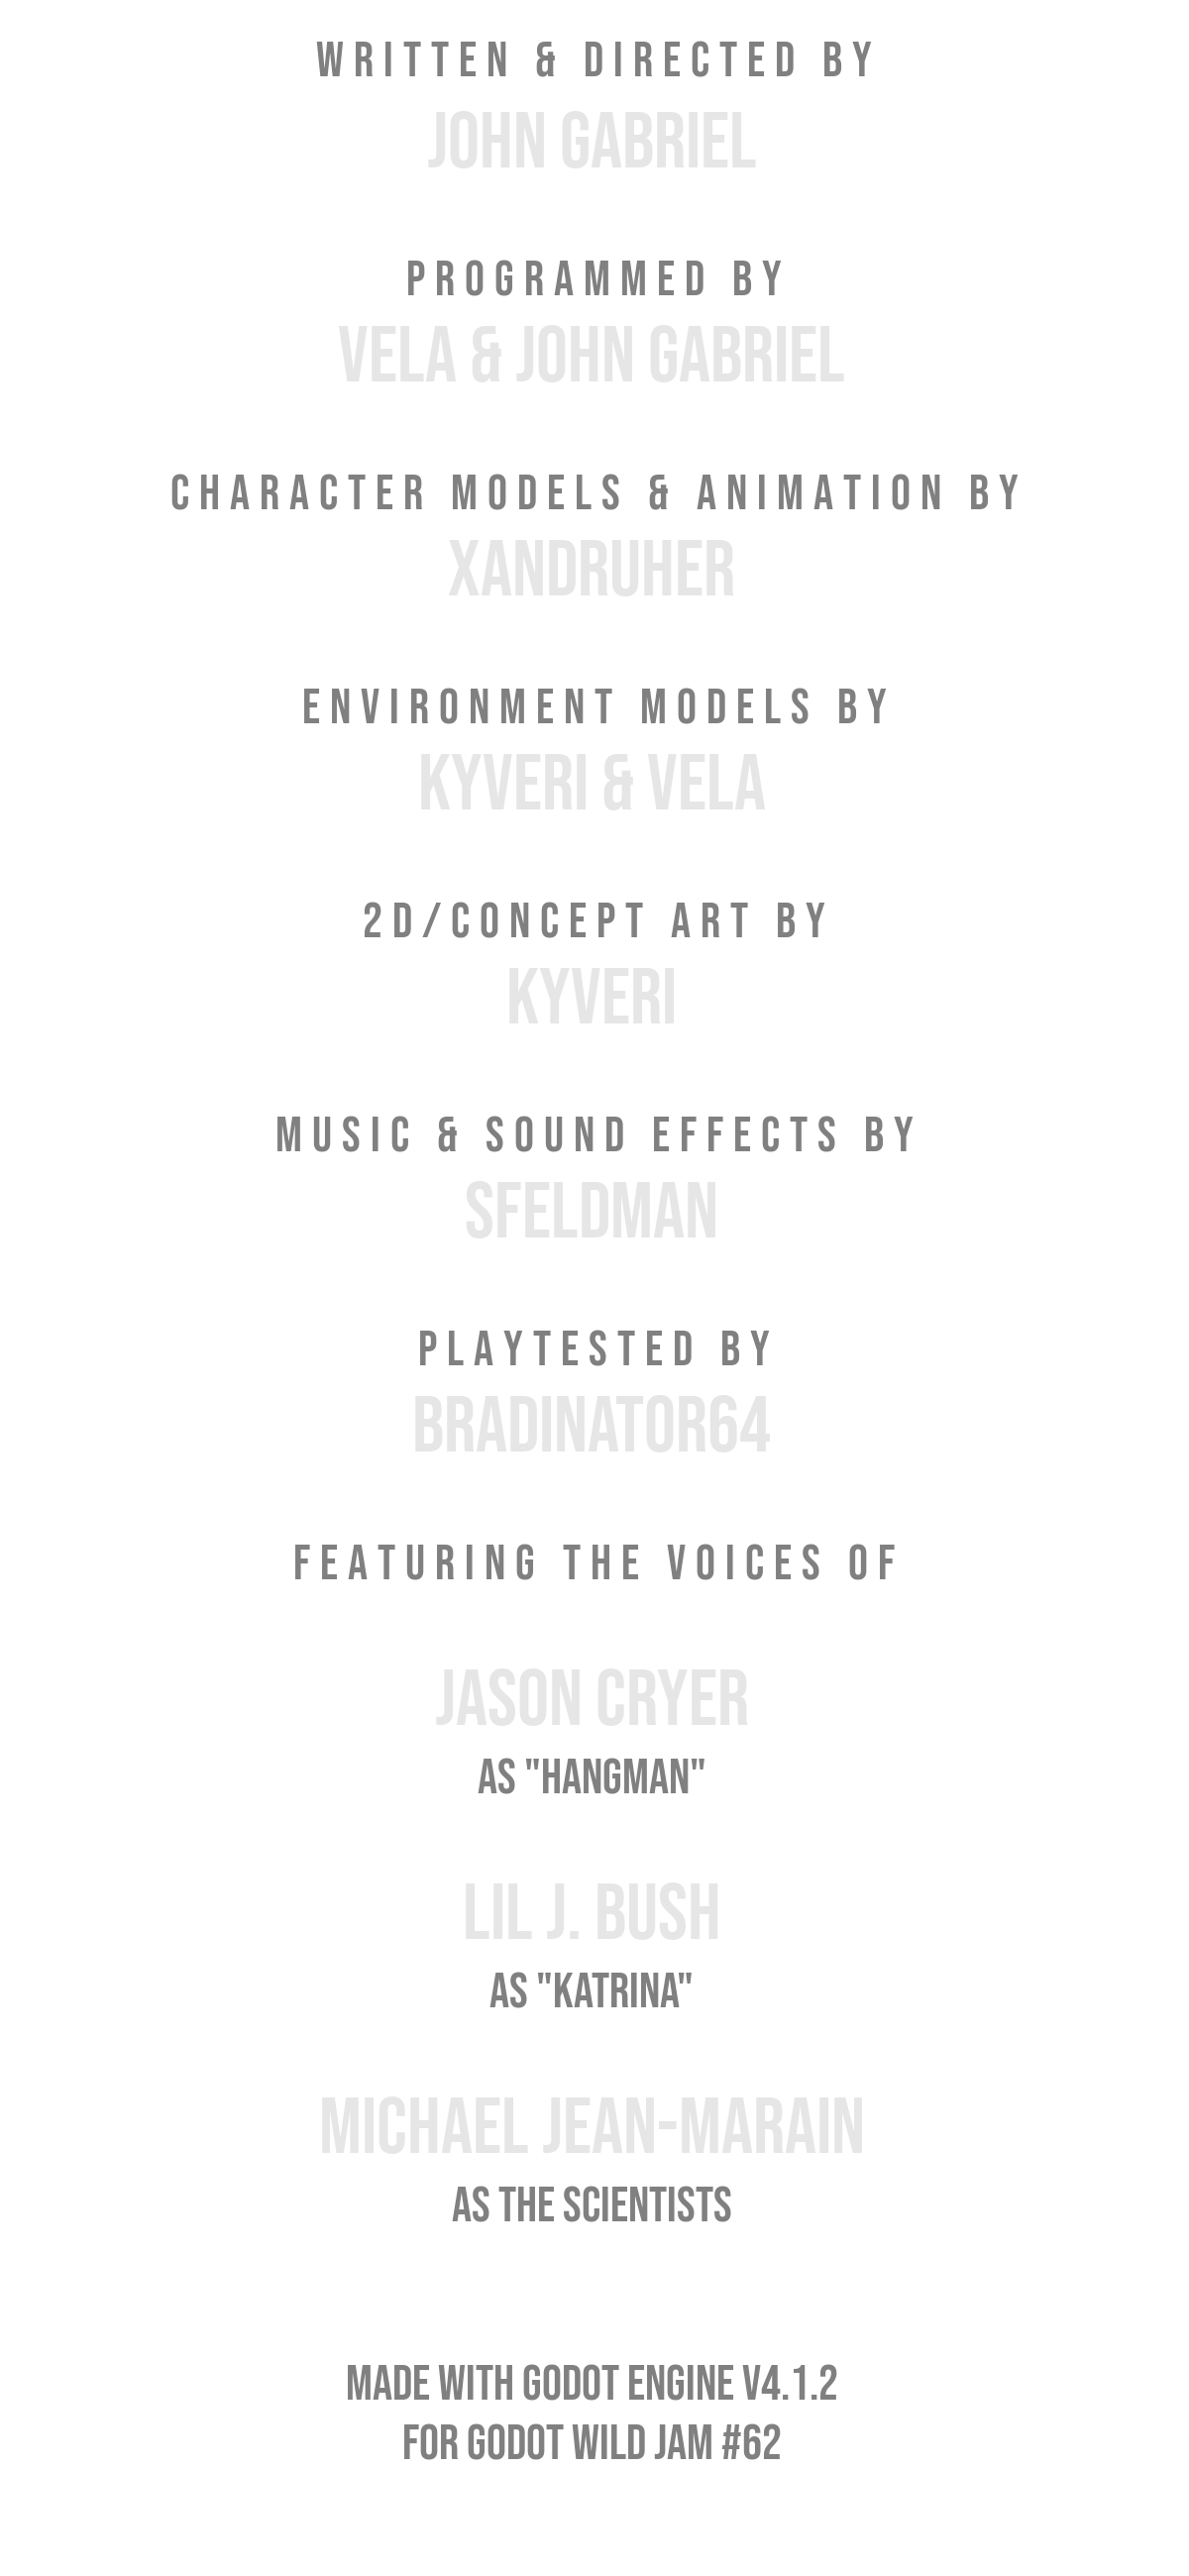 WRITTEN & DIRECTED BY
JOHN GABRIEL
PROGRAMMED BY
VELA & JOHN GABRIEL
CHARACTER MODELS & ANIMATION BY
XANDRUHER
ENVIRONMENT MODELS BY
KYVERI & VELA
2D/CONCEPT ART BY
KYVERI
MUSIC & SOUND EFFECTS BY
SFELDMAN
PLAYTESTED BY
BRADINATOR64
FEATURING THE VOICES OF
JASON CRYER
AS "HANGMAN"
LIL J. BUSH
AS "KATRINA"
MICHAEL JEAN-MARAIN
AS THE SCIENTISTS
MADE WITH GODOT ENGINE V4.1.2
FOR GODOT WILD JAM #62